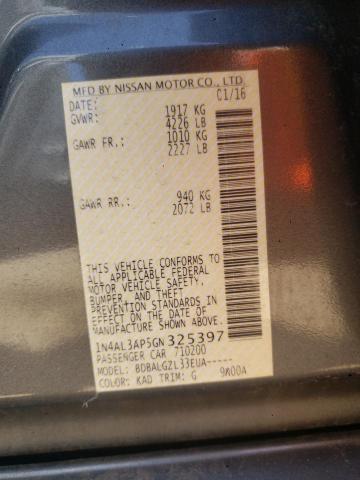 MFD BY NISSAN MOTOR CO., LTD.
DATE: 01/16
GVWR: 1917 KG
4226 LB
GAWR FR.: 1010 KG
2227 LB
GAWR RR.: 940 KG
2072 LB
THIS VEHICLE CONFORMS TO
ALL APPLICABLE FEDERAL
MOTOR VEHICLE SAFETY,
BUMPER, AND THEFT
PREVENTION STANDARDS IN
EFFECT ON THE DATE OF
MANUFACTURE SHOWN ABOVE.
1N4AL3AP5GN325397
PASSENGER CAR 710200
MODEL: BDBALGZL33EUA-----
COLOR: KAD TRIM: G 9N00A